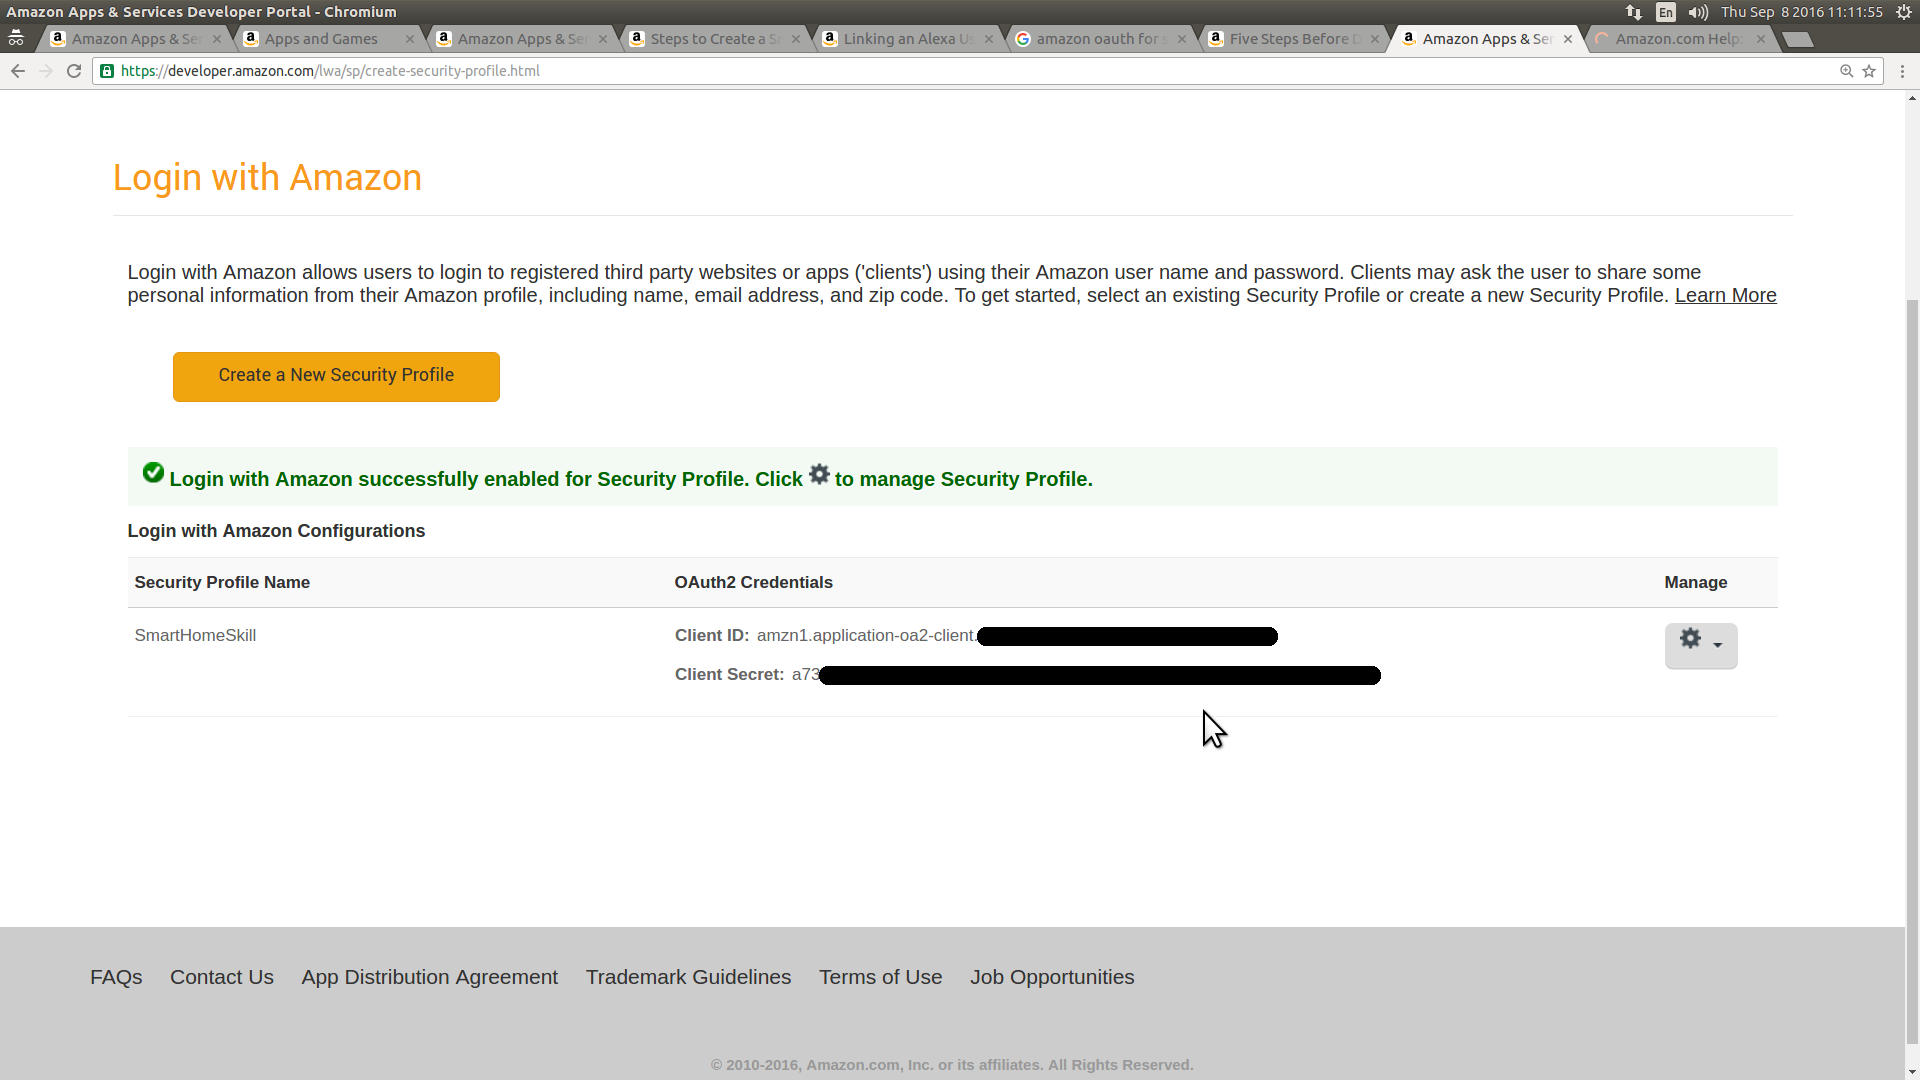 Amazon Apps & Services Developer Portal - Chromium
En
Thu Sep 8 2016 11:11:55
Amazon Apps & Ser
Apps and Games
Amazon Apps & Ser
Steps to Create a S
Linking an Alexa Us
amazon oauth for s
Five Steps Before D
Amazon Apps & Ser
Amazon.com Help:
https://developer.amazon.com/lwa/sp/create-security-profile.html
Login with Amazon
Login with Amazon allows users to login to registered third party websites or apps ('clients') using their Amazon user name and password. Clients may ask the user to share some
personal information from their Amazon profile, including name, email address, and zip code. To get started, select an existing Security Profile or create a new Security Profile. Learn More
Create a New Security Profile
Login with Amazon successfully enabled for Security Profile. Click to manage Security Profile.
Login with Amazon Configurations
Security Profile Name OAuth2 Credentials Manage
SmartHomeSkill Client ID: amzn1.application-oa2-client.
Client Secret: a73
FAQs Contact Us App Distribution Agreement Trademark Guidelines Terms of Use Job Opportunities
© 2010-2016, Amazon.com, Inc. or its affiliates. All Rights Reserved.